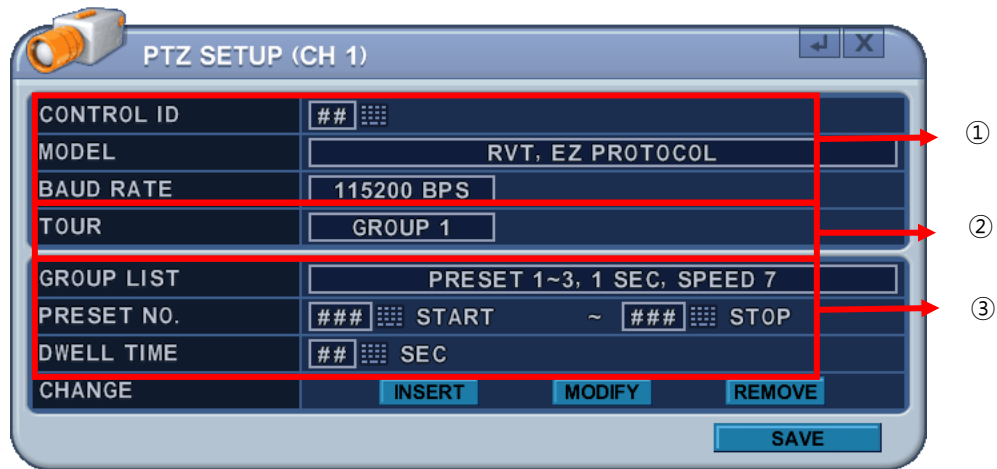 PTZ SETUP (CH 1) X
CONTROL ID ##
①
MODEL RVT, EZ PROTOCOL
BAUD RATE 115200 BPS
TOUR GROUP 1
②
GROUP LIST PRESET 1~3, 1 SEC, SPEED 7
PRESET NO. ### START ~ ### STOP
③
DWELL TIME ## SEC
CHANGE INSERT MODIFY REMOVE
SAVE